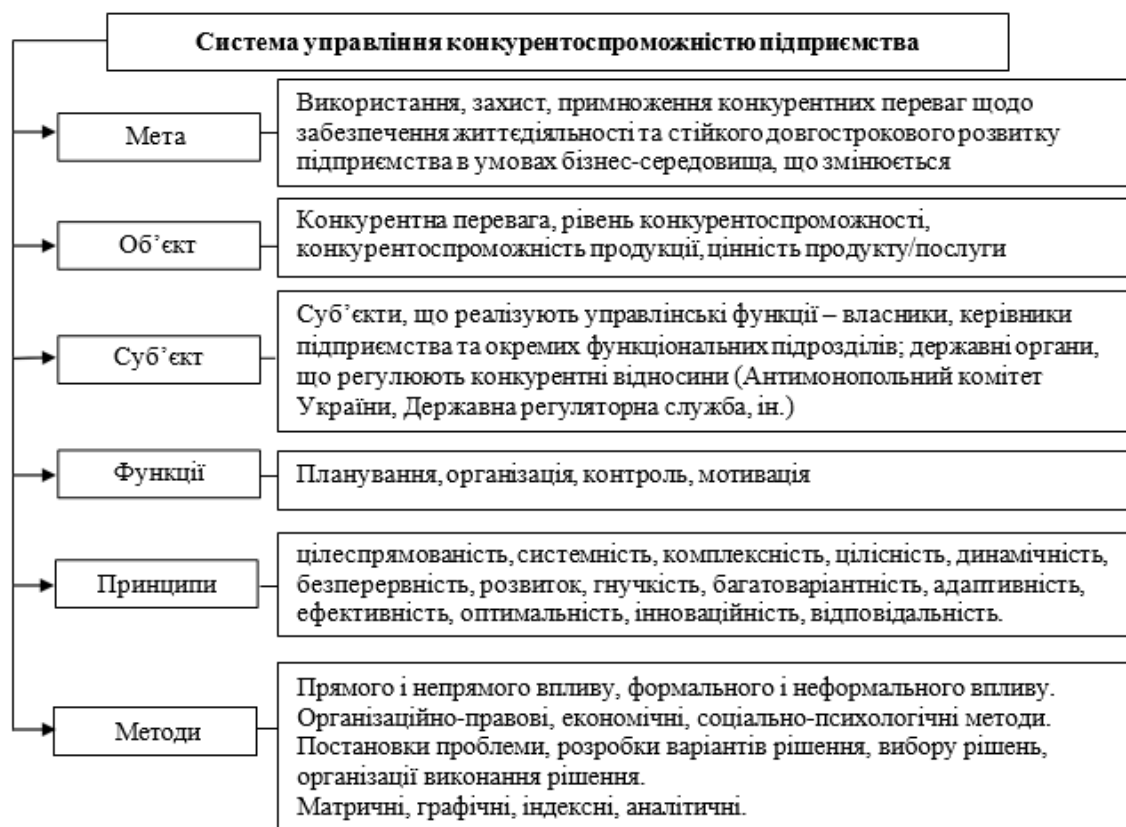 Система управління конкурентоспроможністю підприємства
Мета
Використання, захист, примноження конкурентних переваг щодо
забезпечення життєдіяльності та стійкого довгострокового розвитку
підприємства в умовах бізнес-середовища, що змінюється
Об’єкт
Конкурентна перевага, рівень конкурентоспроможності,
конкурентоспроможність продукції, цінність продукту/послуги
Суб’єкт
Суб’єкти, що реалізують управлінські функції – власники, керівники
підприємства та окремих функціональних підрозділів; державні органи,
що регулюють конкурентні відносини (Антимонопольний комітет
України, Державна регуляторна служба, ін.)
Функції
Планування, організація, контроль, мотивація
Принципи
цілеспрямованість, системність, комплексність, цілісність, динамічність,
безперервність, розвиток, гнучкість, багатоваріантність, адаптивність,
ефективність, оптимальність, інноваційність, відповідальність.
Методи
Прямого і непрямого впливу, формального і неформального впливу.
Організаційно-правові, економічні, соціально-психологічні методи.
Постановки проблеми, розробки варіантів рішення, вибору рішень,
організації виконання рішення.
Матричні, графічні, індексні, аналітичні.